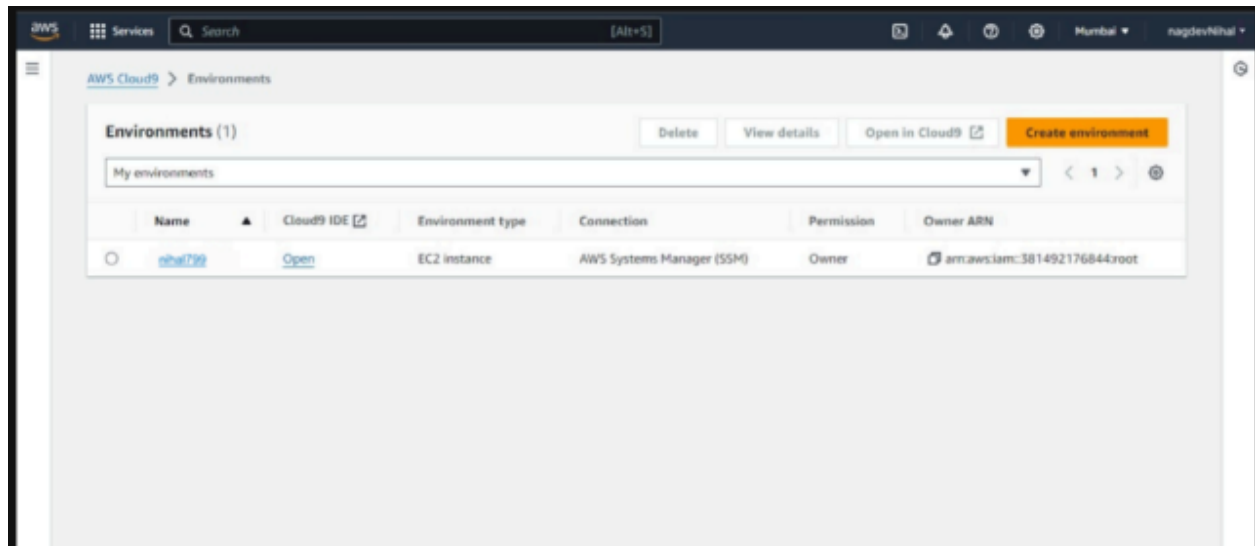 aws Services Search [Alt+S] Mumbai nagdevNihal
AWS Cloud9 > Environments
Environments (1) Delete View details Open in Cloud9 Create environment
My environments < 1 >
Name Cloud9 IDE Environment type Connection Permission Owner ARN
nihal799 Open EC2 instance AWS Systems Manager (SSM) Owner arn:aws:iam::381492176844:root